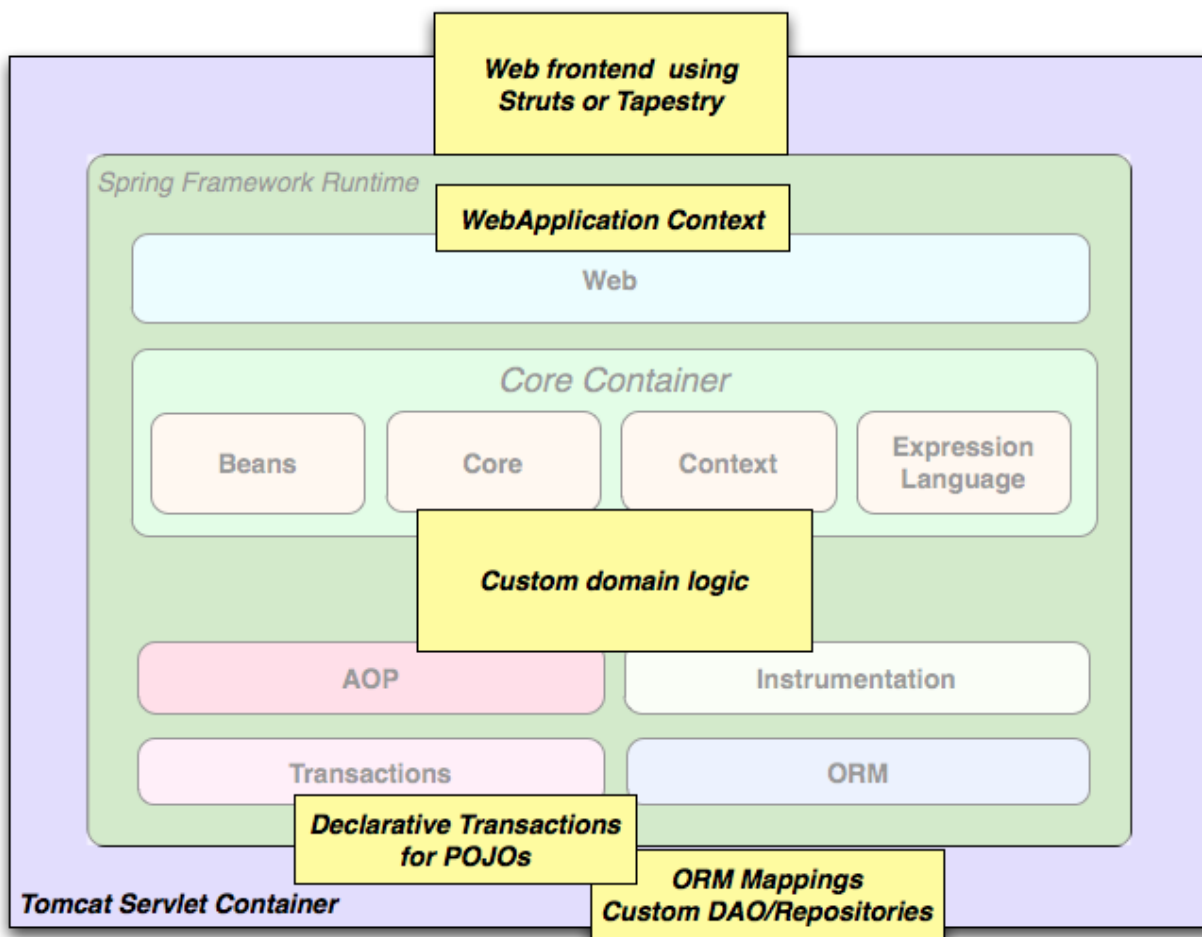 Web frontend using
Struts or Tapestry
Spring Framework Runtime
WebApplication Context
Web
Core Container
Beans
Core
Context
Expression
Language
Custom domain logic
AOP
Instrumentation
Transactions
ORM
Declarative Transactions
for POJOs
ORM Mappings
Custom DAO/Repositories
Tomcat Servlet Container